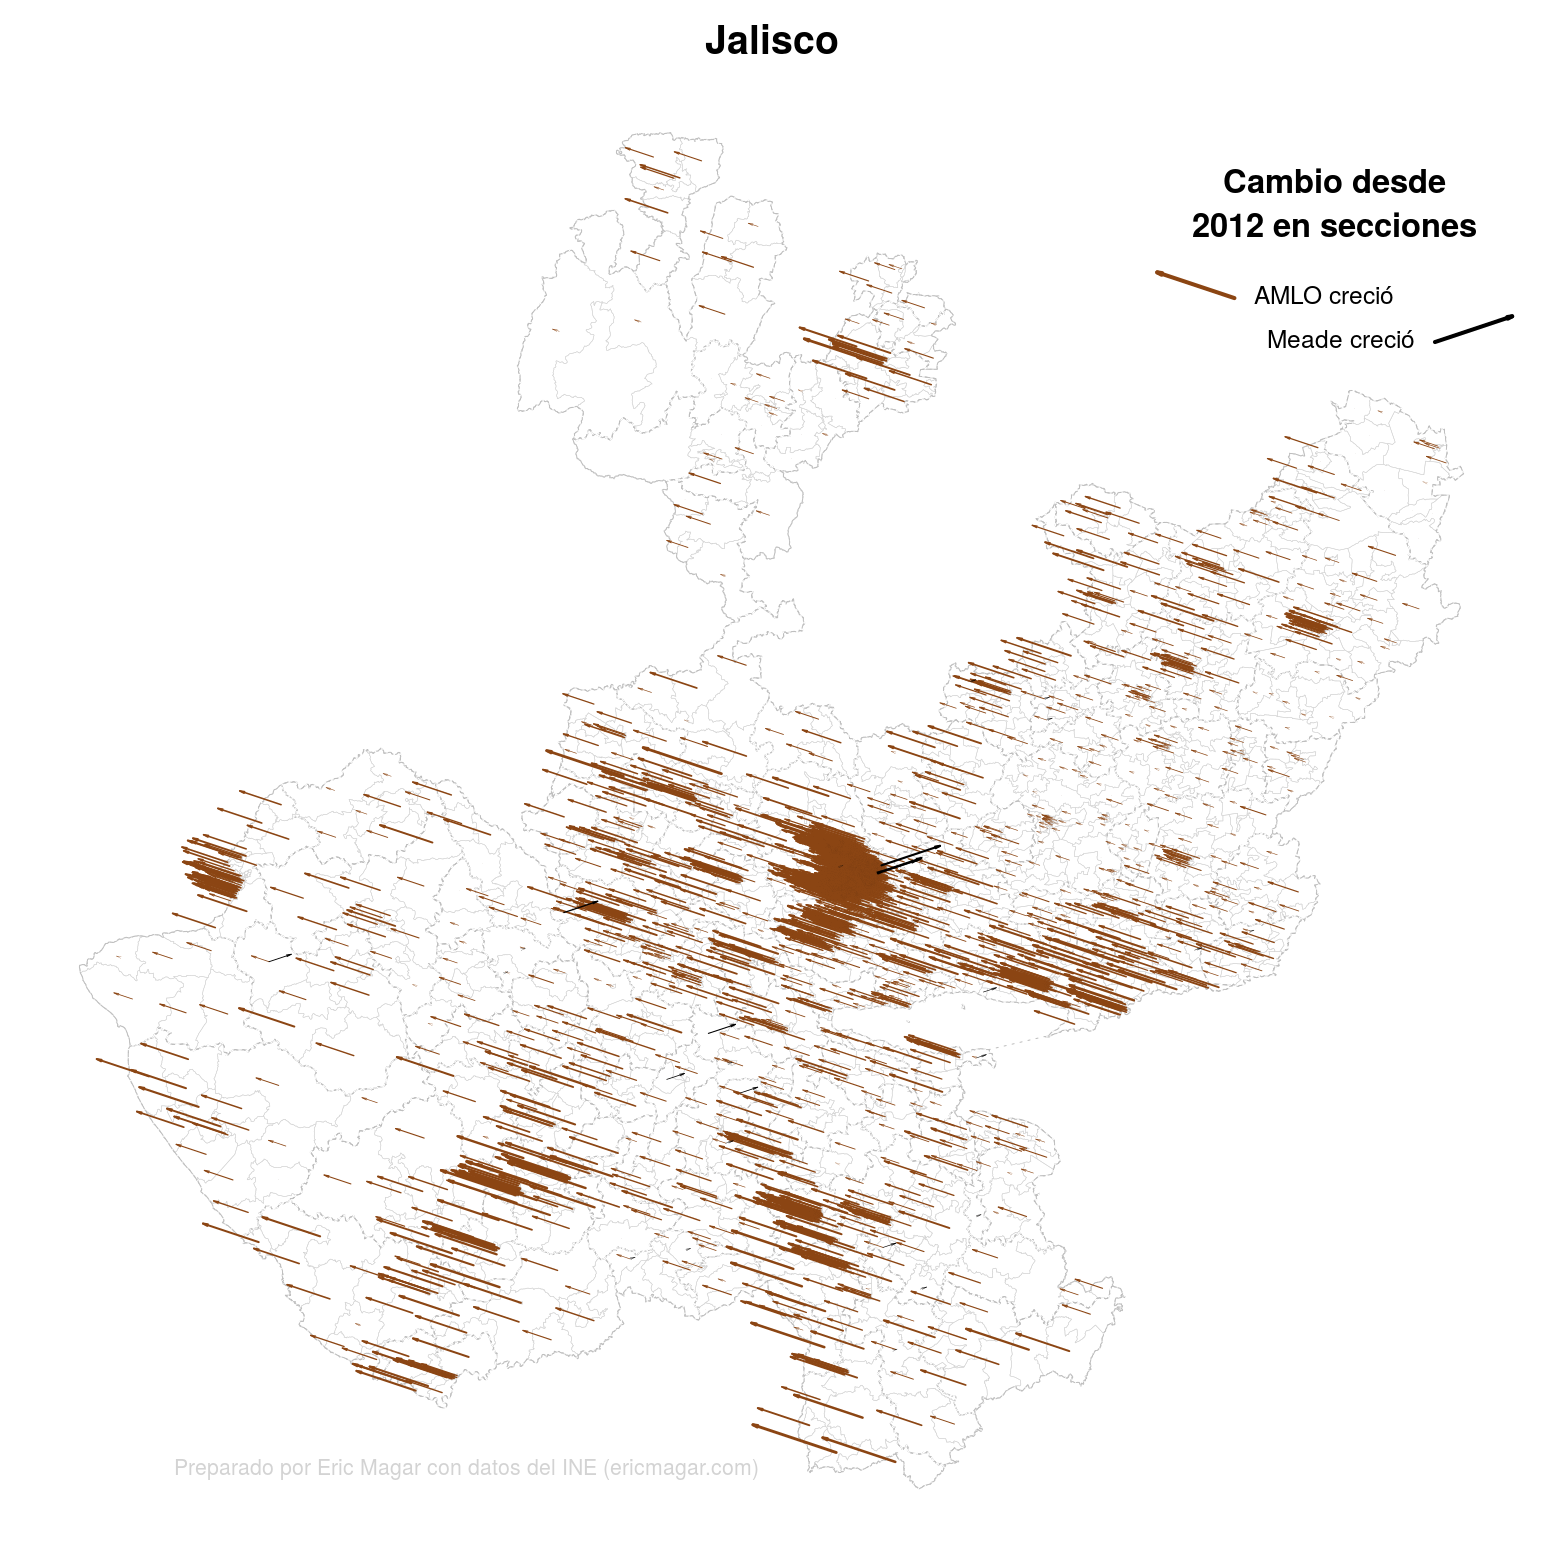 Jalisco
Cambio desde
2012 en secciones
AMLO creció
Meade creció
Preparado por Eric Magar con datos del INE (ericmagar.com)